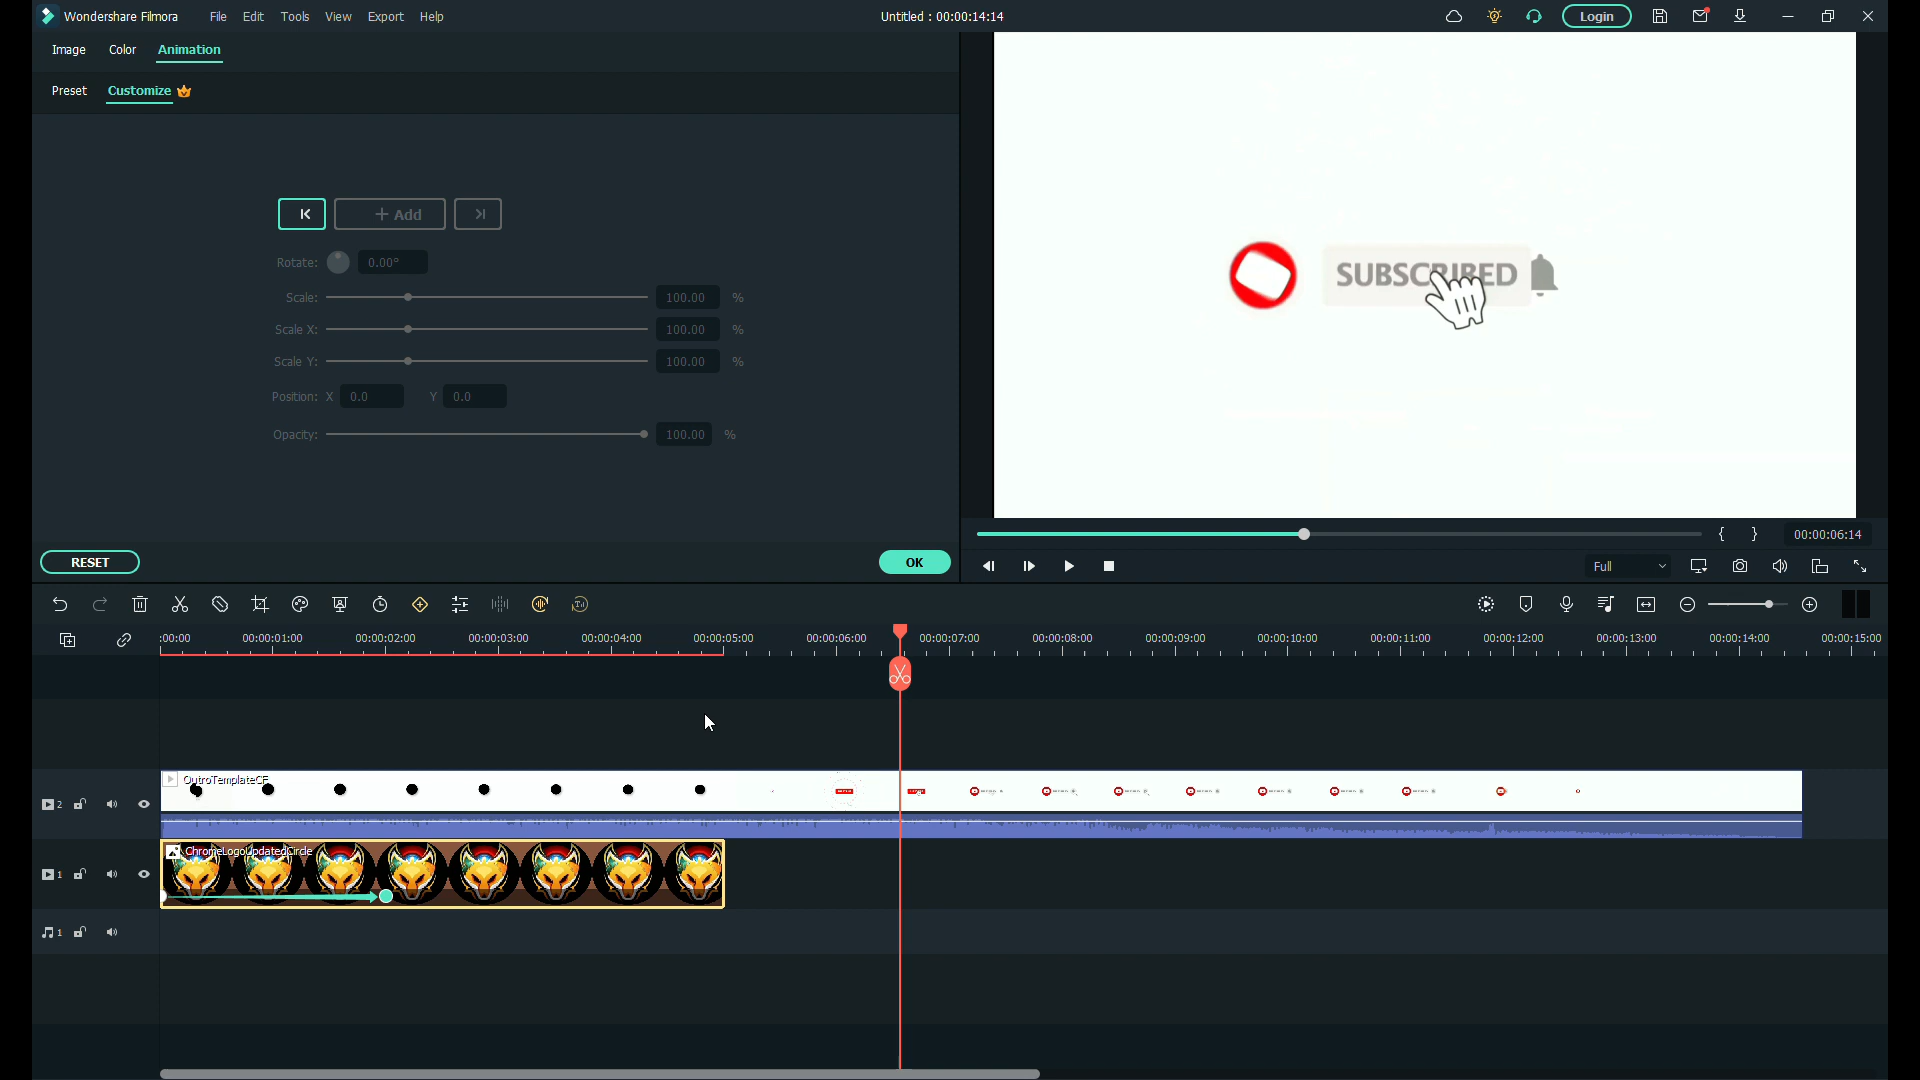 Wondershare Filmora File Edit Tools View Export Help Untitled : 00:00:14:14 Login
Image Color Animation
Preset Customize
Add
Rotate: 0.00°
Scale: 100.00 %
Scale X: 100.00 %
Scale Y: 100.00 %
Position: X 0.0 Y 0.0
Opacity: 100.00 %
SUBSCRIBED
{ } 00:00:06:14
RESET OK
Full
:00:00 00:00:01:00 00:00:02:00 00:00:03:00 00:00:04:00 00:00:05:00 00:00:06:00 00:00:07:00 00:00:08:00 00:00:09:00 00:00:10:00 00:00:11:00 00:00:12:00 00:00:13:00 00:00:14:00 00:00:15:00
OutroTemplateCF
2
ChromeLogoUpdatedCircle
1
1